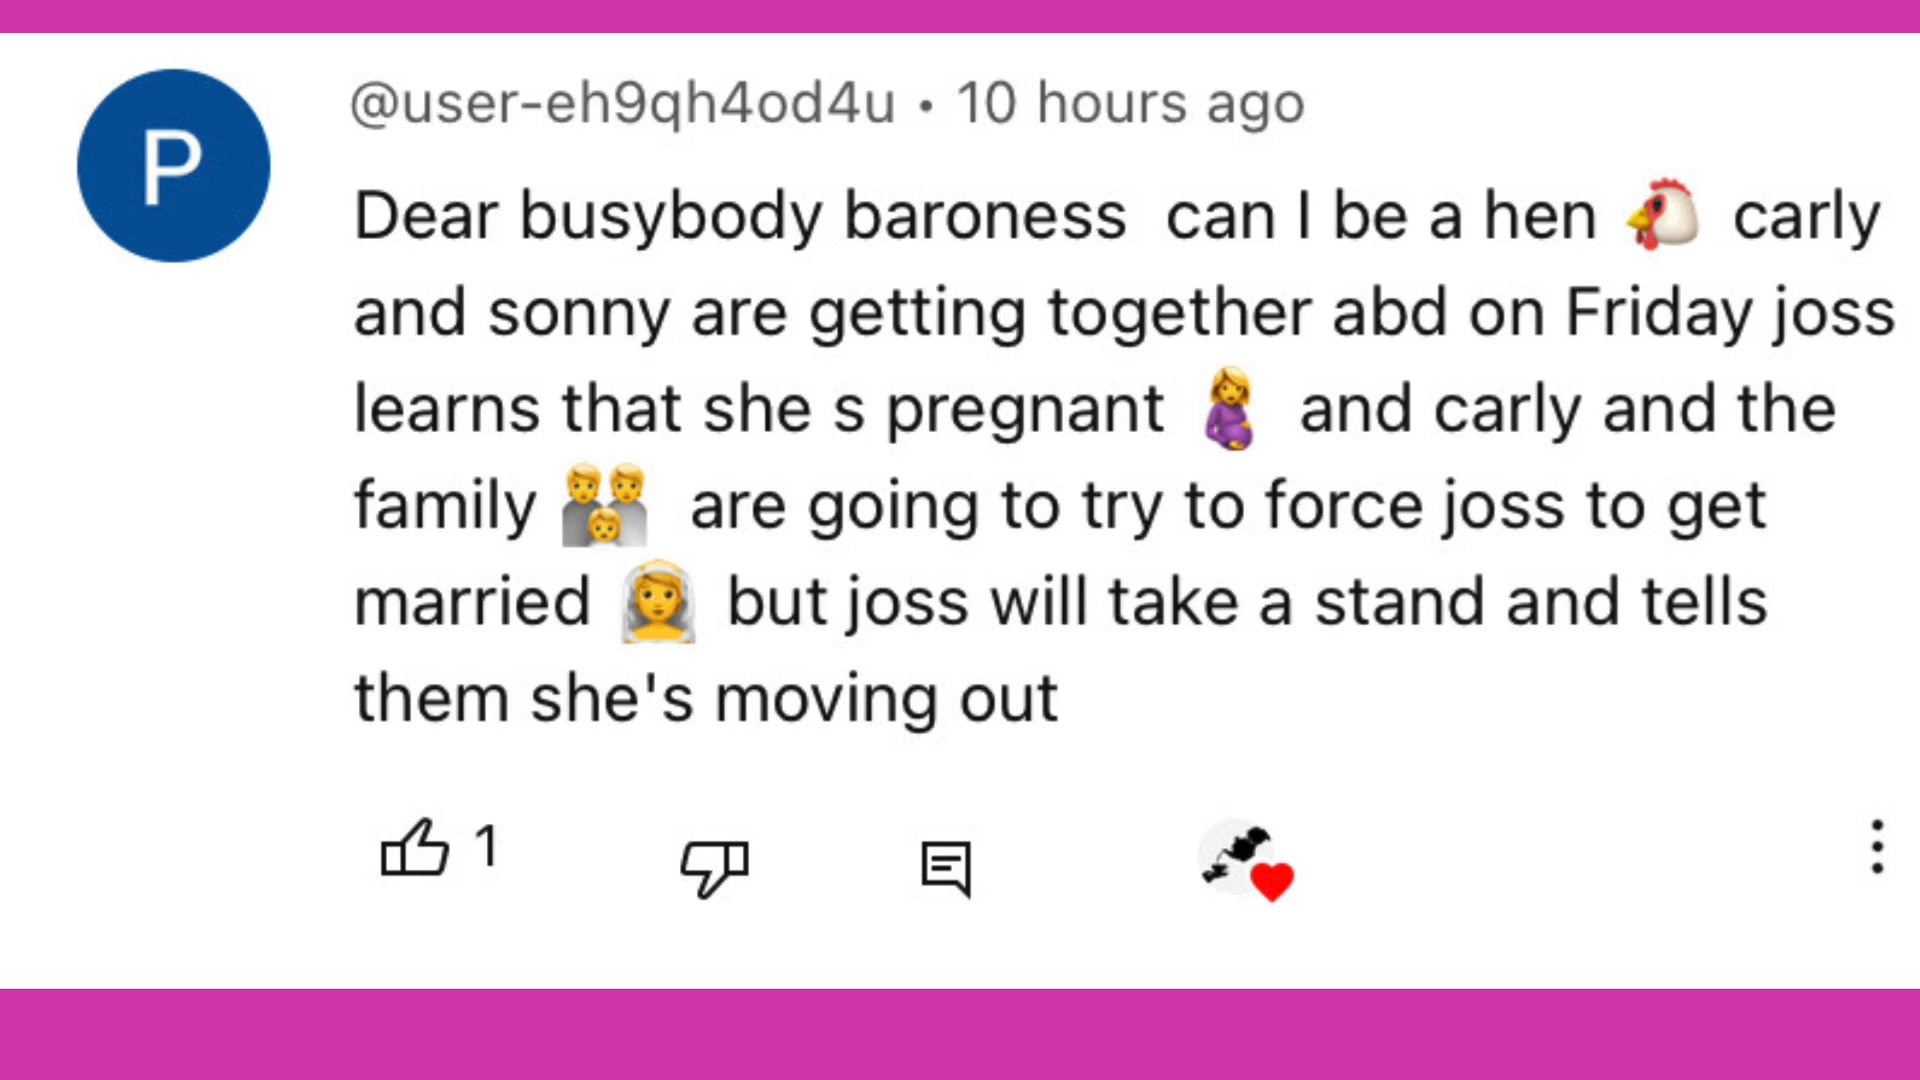 P
@user-eh9qh4od4u • 10 hours ago
Dear busybody baroness  can I be a hen 🐔 carly
and sonny are getting together abd on Friday joss
learns that she s pregnant 🤰 and carly and the
family 👪 are going to try to force joss to get
married 👰 but joss will take a stand and tells
them she's moving out
1